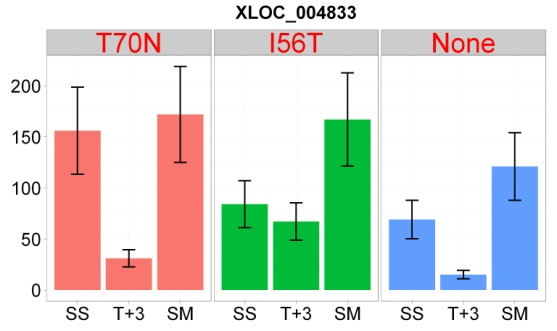 XLOC_004833
T70N I56T None
200
150
100
50
0
SS T+3 SM SS T+3 SM SS T+3 SM